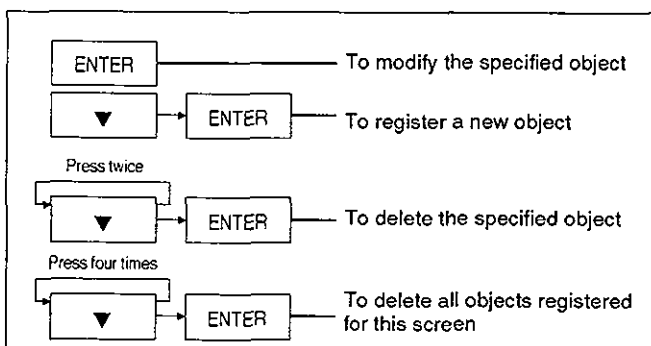 ENTER To modify the specified object
▼ ENTER To register a new object
Press twice
▼ ENTER To delete the specified object
Press four times
▼ ENTER To delete all objects registered
for this screen